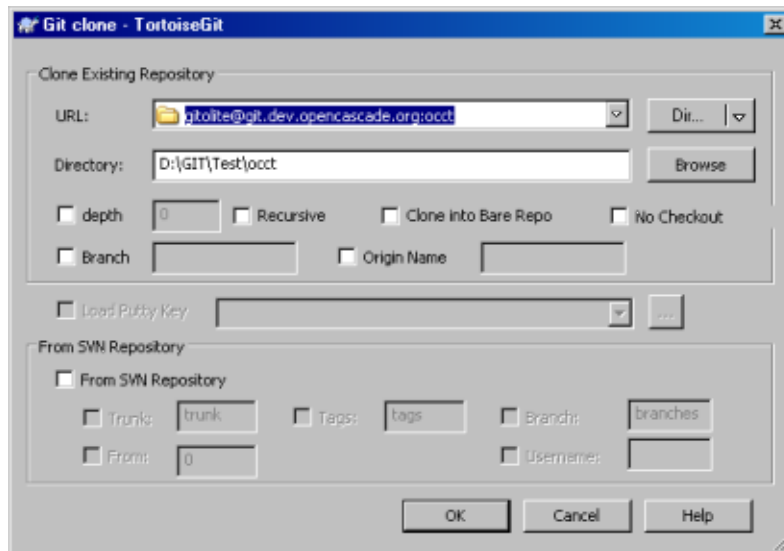 Git clone - TortoiseGit
Clone Existing Repository
URL: gitolite@git.dev.opencascade.org:occt Dir...
Directory: D:\GIT\Test\occt Browse
depth 0 Recursive Clone into Bare Repo No Checkout
Branch Origin Name
Load Putty Key ...
From SVN Repository
From SVN Repository
Trunk: trunk Tags: tags Branch: branches
From: 0 Username:
OK Cancel Help